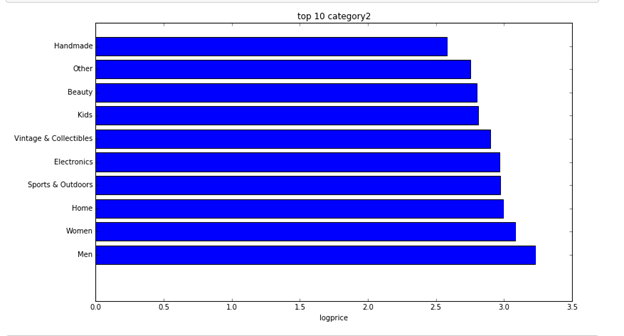 top 10 category2
Handmade
Other
Beauty
Kids
Vintage & Collectibles
Electronics
Sports & Outdoors
Home
Women
Men
0.0 0.5 1.0 1.5 2.0 2.5 3.0 3.5
logprice